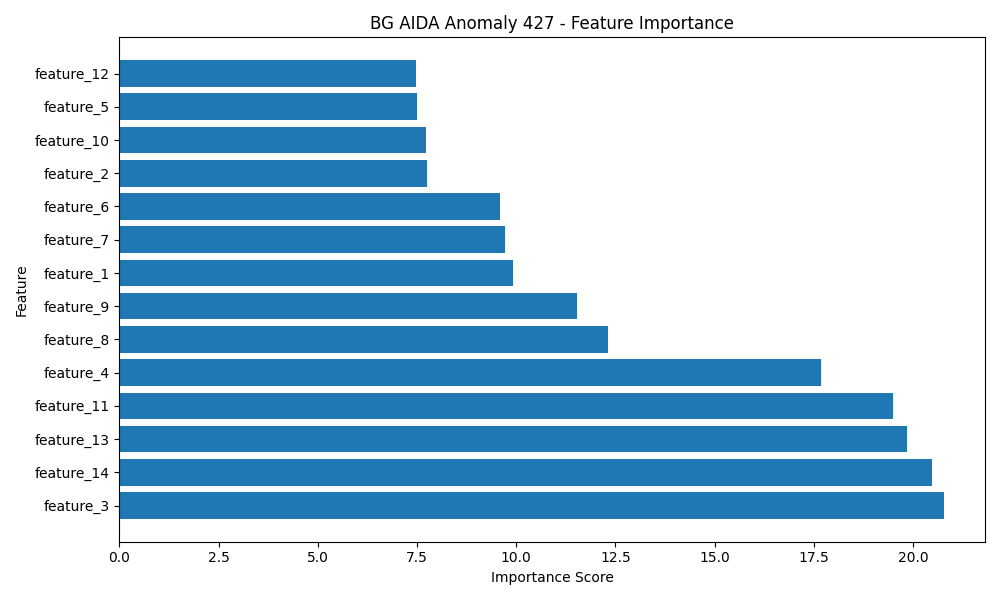 BG AIDA Anomaly 427 - Feature Importance
feature_12
feature_5
feature_10
feature_2
feature_6
feature_7
feature_1
feature_9
feature_8
feature_4
feature_11
feature_13
feature_14
feature_3
Feature
0.0 2.5 5.0 7.5 10.0 12.5 15.0 17.5 20.0
Importance Score